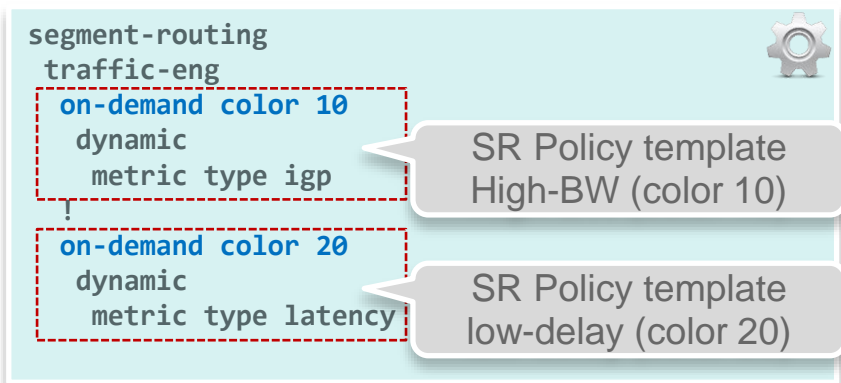 segment-routing
traffic-eng
on-demand color 10
dynamic
metric type igp
!
on-demand color 20
dynamic
metric type latency
SR Policy template
High-BW (color 10)
SR Policy template
low-delay (color 20)